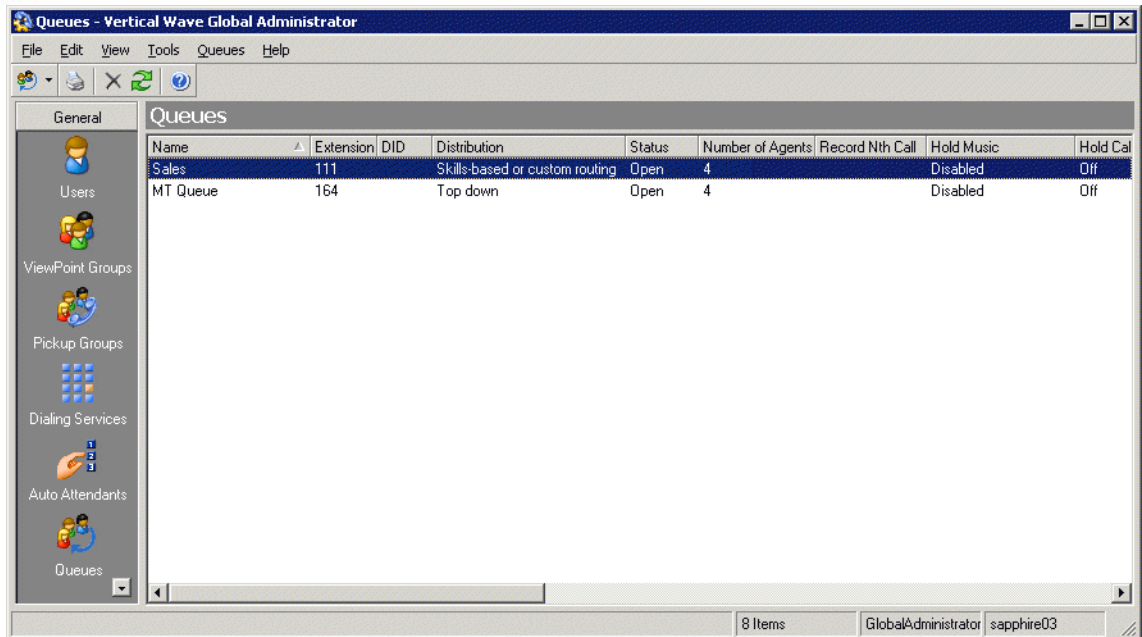 Queues - Vertical Wave Global Administrator
File Edit View Tools Queues Help
General
Queues
Name Extension DID Distribution Status Number of Agents Record Nth Call Hold Music Hold Cal
Sales 111 Skills-based or custom routing Open 4 Disabled Off
MT Queue 164 Top down Open 4 Disabled Off
Users
ViewPoint Groups
Pickup Groups
Dialing Services
1
2
3
Auto Attendants
Queues
8 Items GlobalAdministrator sapphire03